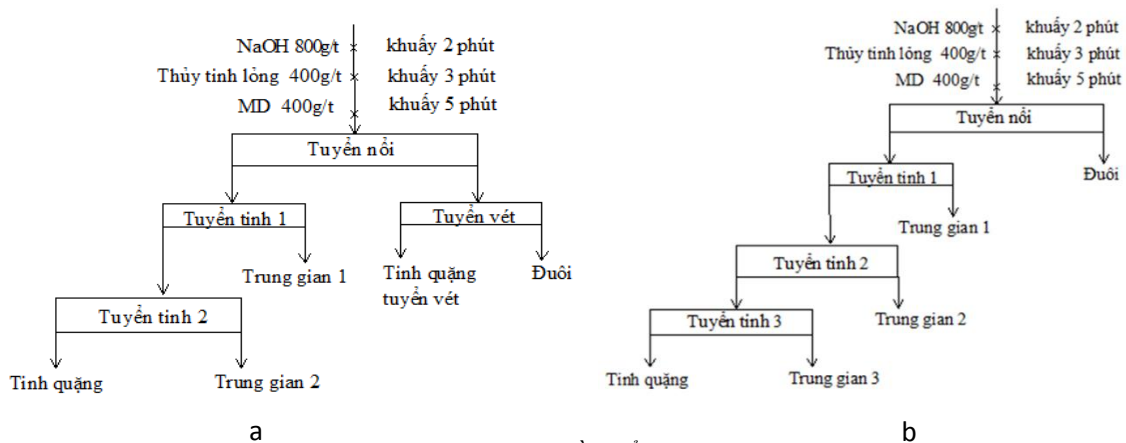 NaOH 800g/t khuấy 2 phút
Thủy tinh lỏng 400g/t khuấy 3 phút
MD 400g/t khuấy 5 phút
Tuyển nổi
Tuyển tinh 1
Tuyển vét
Trung gian 1
Tinh quặng
tuyển vét
Đuôi
Tuyển tinh 2
Tinh quặng
Trung gian 2
a
NaOH 800g/t khuấy 2 phút
Thủy tinh lỏng 400g/t khuấy 3 phút
MD 400g/t khuấy 5 phút
Tuyển nổi
Tuyển tinh 1
Đuôi
Trung gian 1
Tuyển tinh 2
Trung gian 2
Tuyển tinh 3
Tinh quặng
Trung gian 3
b